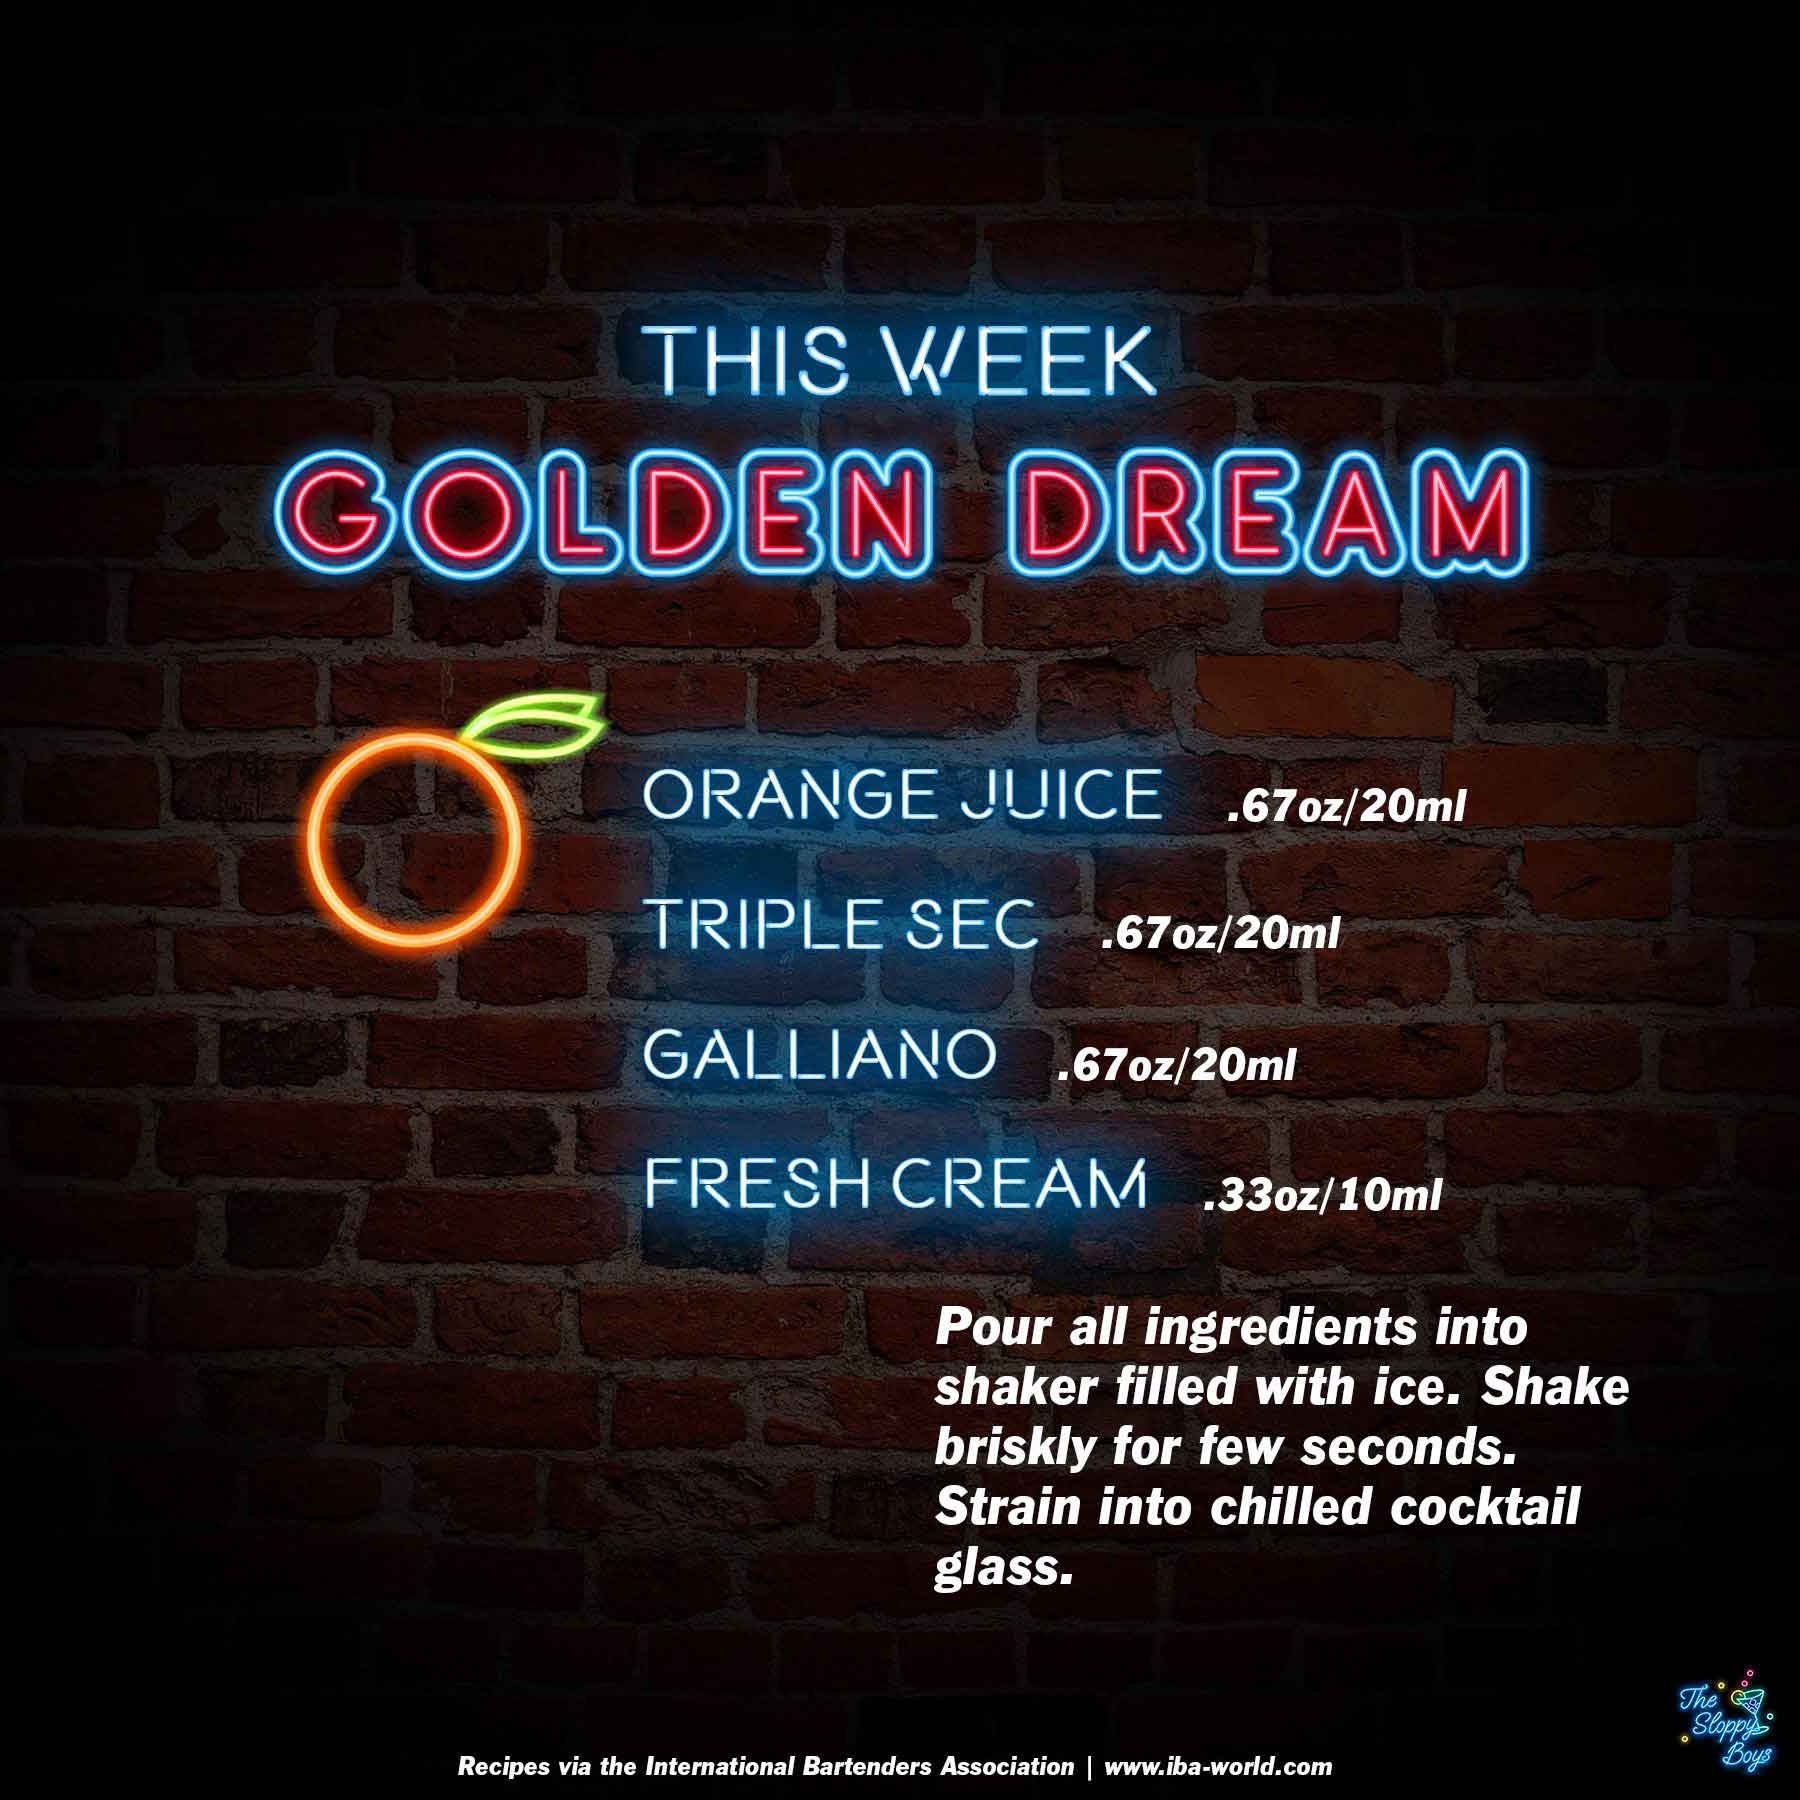 THIS WEEK
GOLDEN DREAM
ORANGE JUICE .67oz/20ml
TRIPLE SEC .67oz/20ml
GALLIANO .67oz/20ml
FRESH CREAM .33oz/10ml
Pour all ingredients into
shaker filled with ice. Shake
briskly for few seconds.
Strain into chilled cocktail
glass.
The
Sloppy
Boys
Recipes via the International Bartenders Association | www.iba-world.com